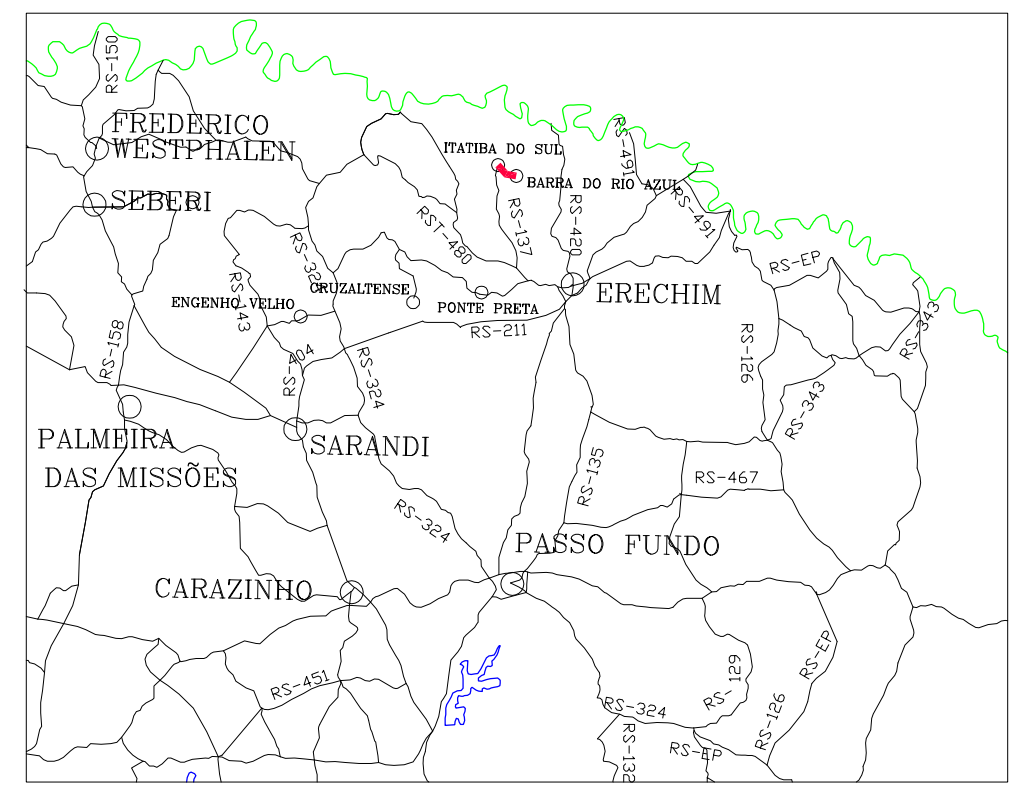 RS-150
FREDERICO
WESTPHALEN
ITATIBA DO SUL
RS-491
BARRA DO RIO AZUL
SEBERI
RS-491
RST-480
RS-137
RS-420
RS-EP
RS-143
CRUZALTENSE
ENGENHO VELHO
PONTE PRETA
ERECHIM
RS-211
RS-343
RS-158
RS-404
RS-324
RS-126
RS-343
PALMEIRA
DAS MISSÕES
SARANDI
RS-135
RS-467
RS-324
PASSO FUNDO
CARAZINHO
RS-451
RS-129
RS-EP
RS-324
RS-126
RS-132
RS-EP